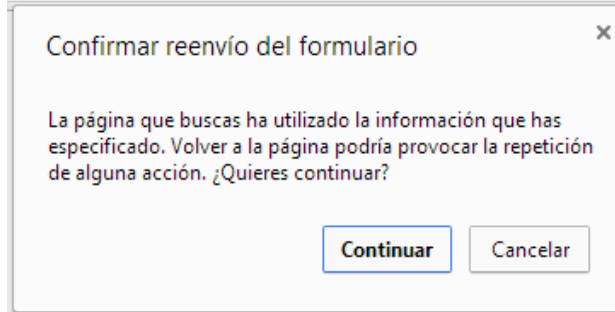 Confirmar reenvío del formulario
La página que buscas ha utilizado la información que has
especificado. Volver a la página podría provocar la repetición
de alguna acción. ¿Quieres continuar?
Continuar Cancelar